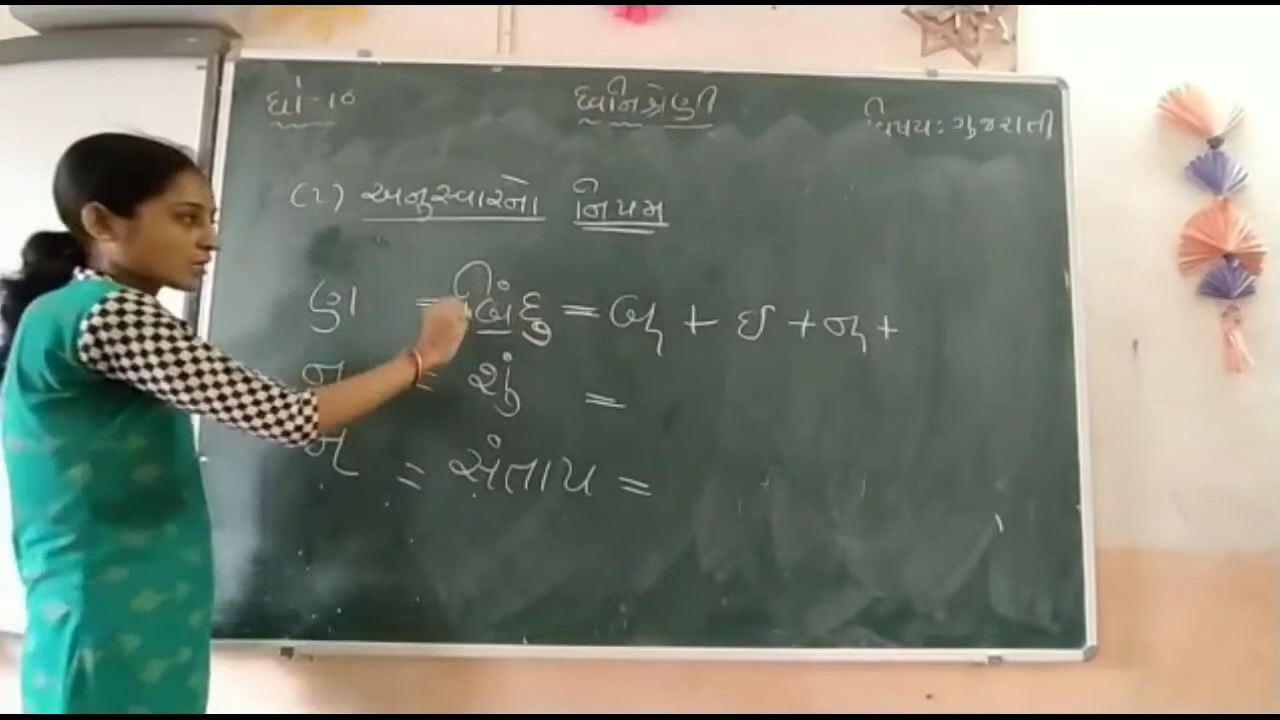 ધો-૧૦ ધ્વનિશ્રેણી વિષય: ગુજરાતી
(૨) અનુસ્વારનો નિયમ
ણ = બિંદુ = બ્ + ઇ + ન્ +
ન્ = શું =
મ્ = સંતાપ =